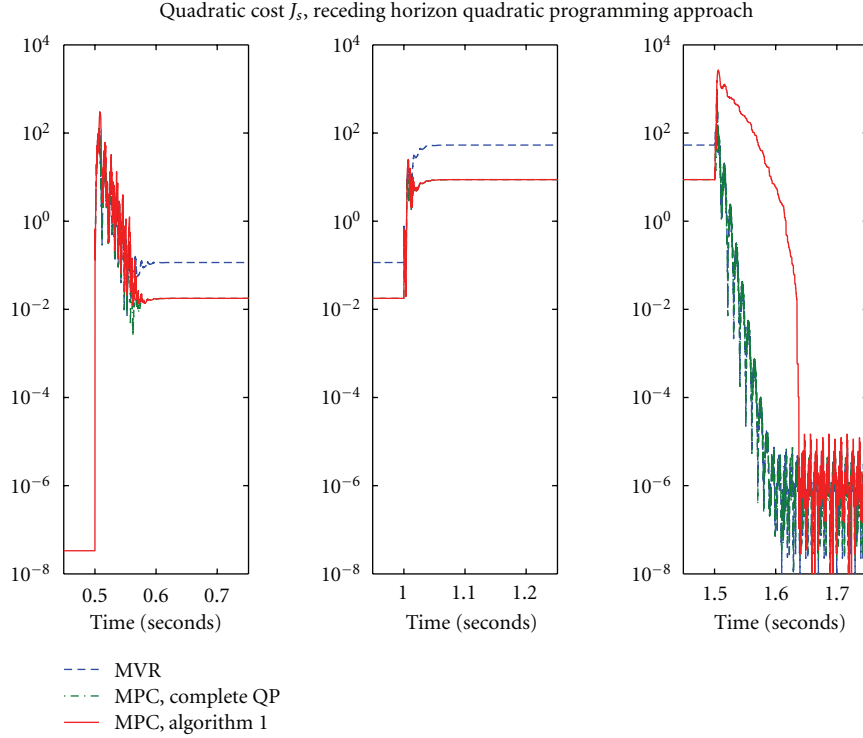 Quadratic cost J_s, receding horizon quadratic programming approach
10^4
10^2
10^0
10^−2
10^−4
10^−6
10^−8
0.5 0.6 0.7
Time (seconds)
10^4
10^2
10^0
10^−2
10^−4
10^−6
10^−8
1 1.1 1.2
Time (seconds)
10^4
10^2
10^0
10^−2
10^−4
10^−6
10^−8
1.5 1.6 1.7
Time (seconds)
MVR
MPC, complete QP
MPC, algorithm 1